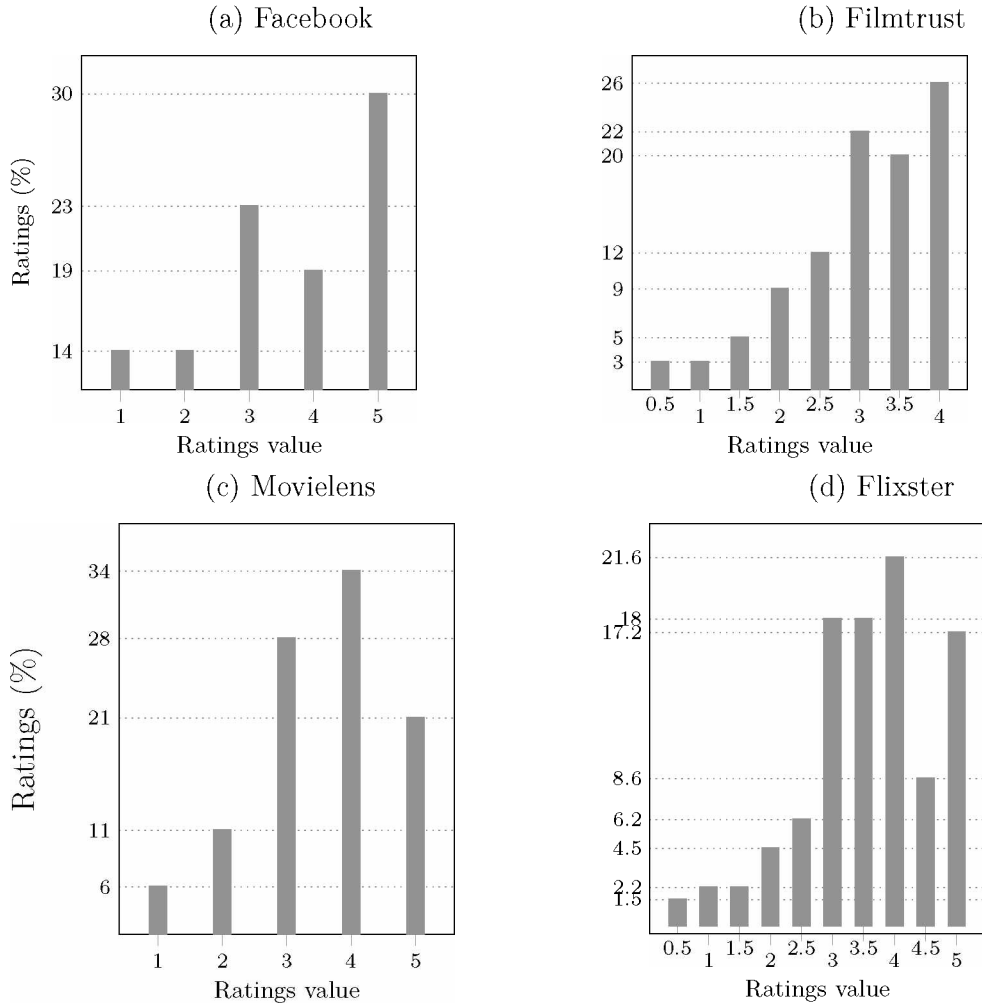 (a) Facebook
30
23
19
14
Ratings (%)
1 2 3 4 5
Ratings value
(b) Filmtrust
26
22
20
12
9
5
3
0.5 1 1.5 2 2.5 3 3.5 4
Ratings value
(c) Movielens
34
28
21
11
6
Ratings (%)
1 2 3 4 5
Ratings value
(d) Flixster
21.6
18
17.2
8.6
6.2
4.5
2.2
1.5
0.5 1 1.5 2 2.5 3 3.5 4 4.5 5
Ratings value